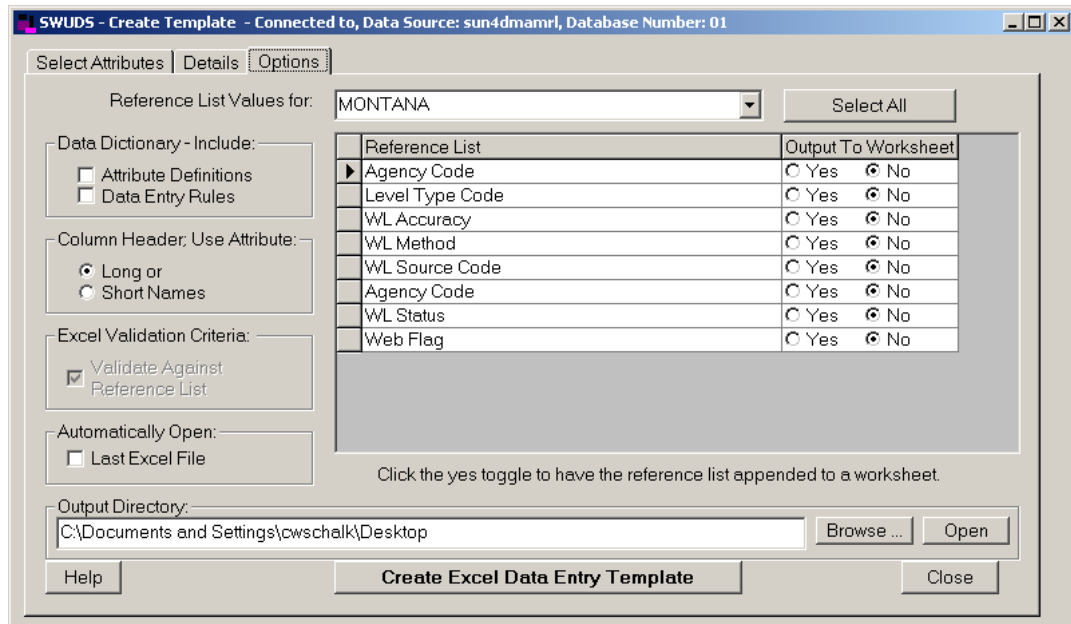 SWUDS - Create Template - Connected to, Data Source: sun4dmamrl, Database Number: 01
Select Attributes Details Options
Reference List Values for: MONTANA Select All
Data Dictionary - Include:
Attribute Definitions
Data Entry Rules
Column Header; Use Attribute:
Long or
Short Names
Excel Validation Criteria:
Validate Against
Reference List
Automatically Open:
Last Excel File
Reference List Output To Worksheet
Agency Code Yes No
Level Type Code Yes No
WL Accuracy Yes No
WL Method Yes No
WL Source Code Yes No
Agency Code Yes No
WL Status Yes No
Web Flag Yes No
Click the yes toggle to have the reference list appended to a worksheet.
Output Directory:
C:\Documents and Settings\cwschalk\Desktop Browse ... Open
Help Create Excel Data Entry Template Close